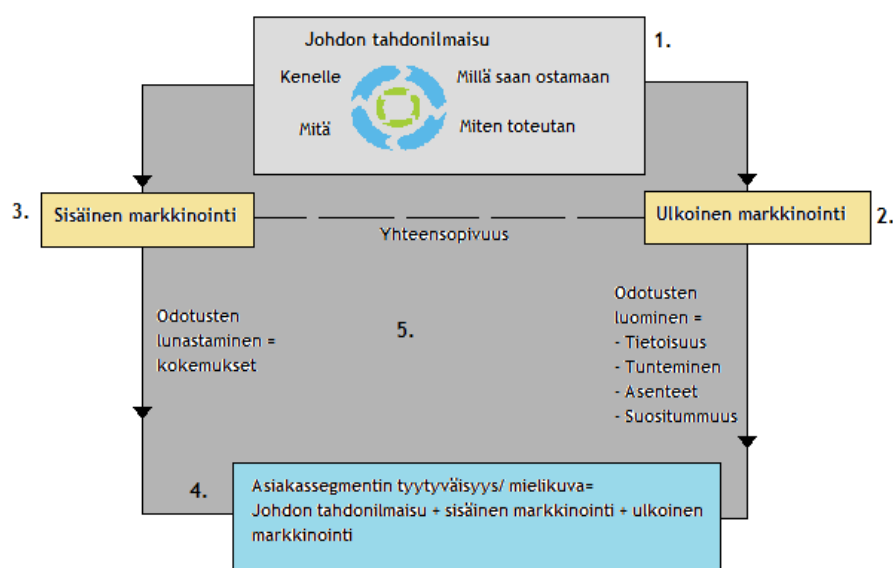 Johdon tahdonilmaisu
1.
Kenelle
Millä saan ostamaan
Mitä
Miten toteutan
3.
Sisäinen markkinointi
Ulkoinen markkinointi
2.
Yhteensopivuus
Odotusten
lunastaminen =
kokemukset
5.
Odotusten
luominen =
- Tietoisuus
- Tunteminen
- Asenteet
- Suositummuus
4.
Asiakassegmentin tyytyväisyys/ mielikuva=
Johdon tahdonilmaisu + sisäinen markkinointi + ulkoinen
markkinointi